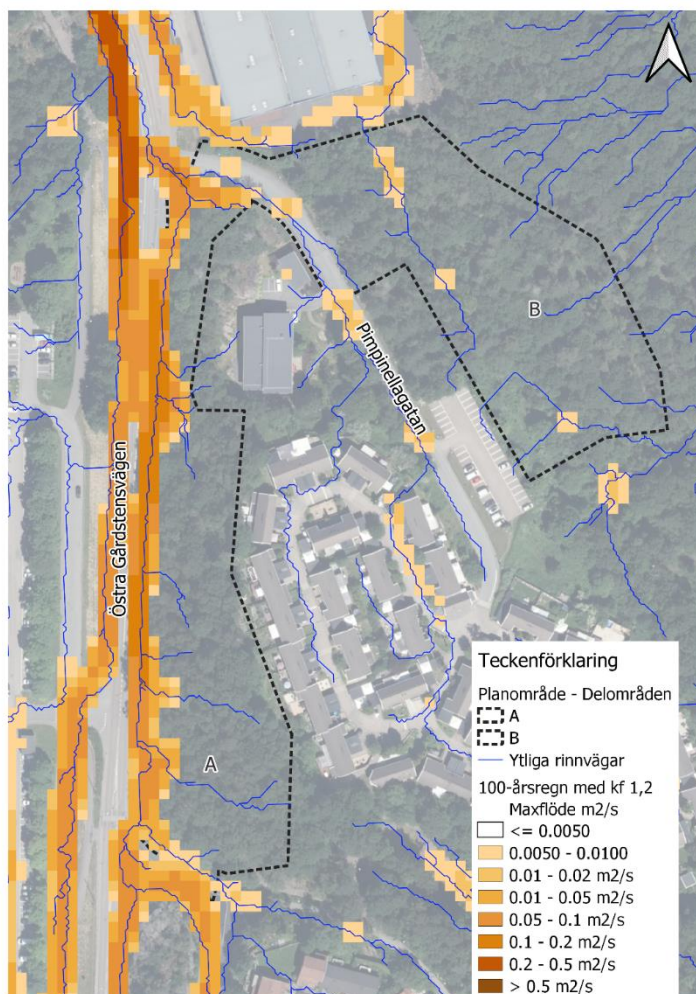 B
Pimpinellagatan
Östra Gårdstensvägen
A
Teckenförklaring
Planområde - Delområden
A
B
Ytliga rinnvägar
100-årsregn med kf 1,2
Maxflöde m2/s
<= 0.0050
0.0050 - 0.0100
0.01 - 0.02 m2/s
0.01 - 0.05 m2/s
0.05 - 0.1 m2/s
0.1 - 0.2 m2/s
0.2 - 0.5 m2/s
> 0.5 m2/s